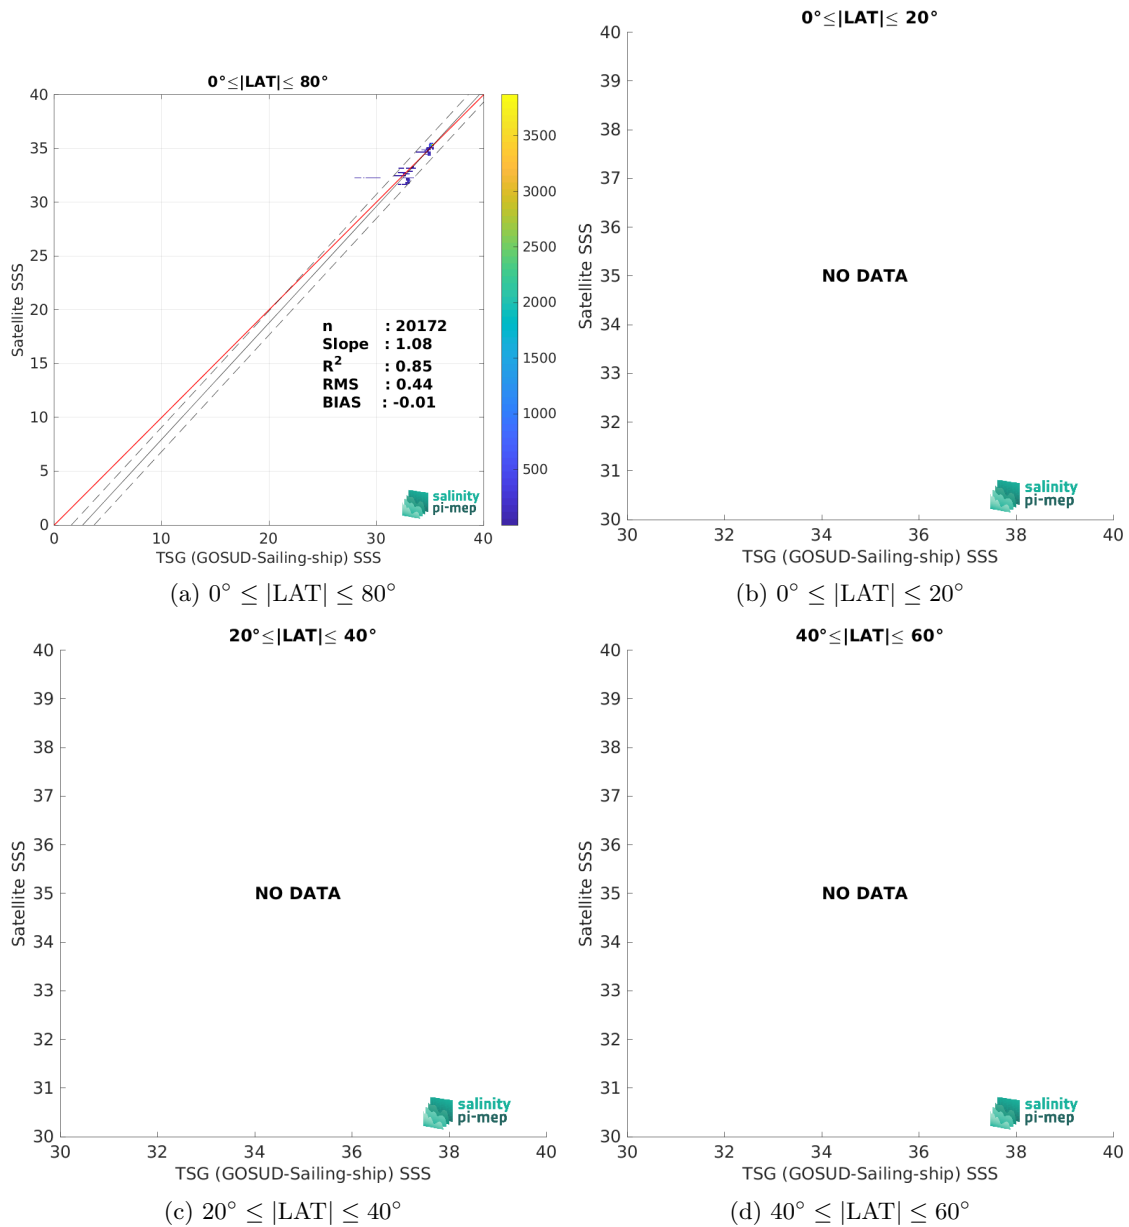 0°≤|LAT|≤ 80°
40
35
30
25
20
15
10
5
0
Satellite SSS
0
10
20
30
40
TSG (GOSUD-Sailing-ship) SSS
3500
3000
2500
2000
1500
1000
500
n : 20172
Slope : 1.08
R² : 0.85
RMS : 0.44
BIAS : -0.01
salinity
pi-mep
(a) 0° ≤ |LAT| ≤ 80°
0°≤|LAT|≤ 20°
40
39
38
37
36
35
34
33
32
31
30
Satellite SSS
NO DATA
salinity
pi-mep
30
32
34
36
38
40
TSG (GOSUD-Sailing-ship) SSS
(b) 0° ≤ |LAT| ≤ 20°
20°≤|LAT|≤ 40°
40
39
38
37
36
35
34
33
32
31
30
Satellite SSS
NO DATA
salinity
pi-mep
30
32
34
36
38
40
TSG (GOSUD-Sailing-ship) SSS
(c) 20° ≤ |LAT| ≤ 40°
40°≤|LAT|≤ 60°
40
39
38
37
36
35
34
33
32
31
30
Satellite SSS
NO DATA
salinity
pi-mep
30
32
34
36
38
40
TSG (GOSUD-Sailing-ship) SSS
(d) 40° ≤ |LAT| ≤ 60°